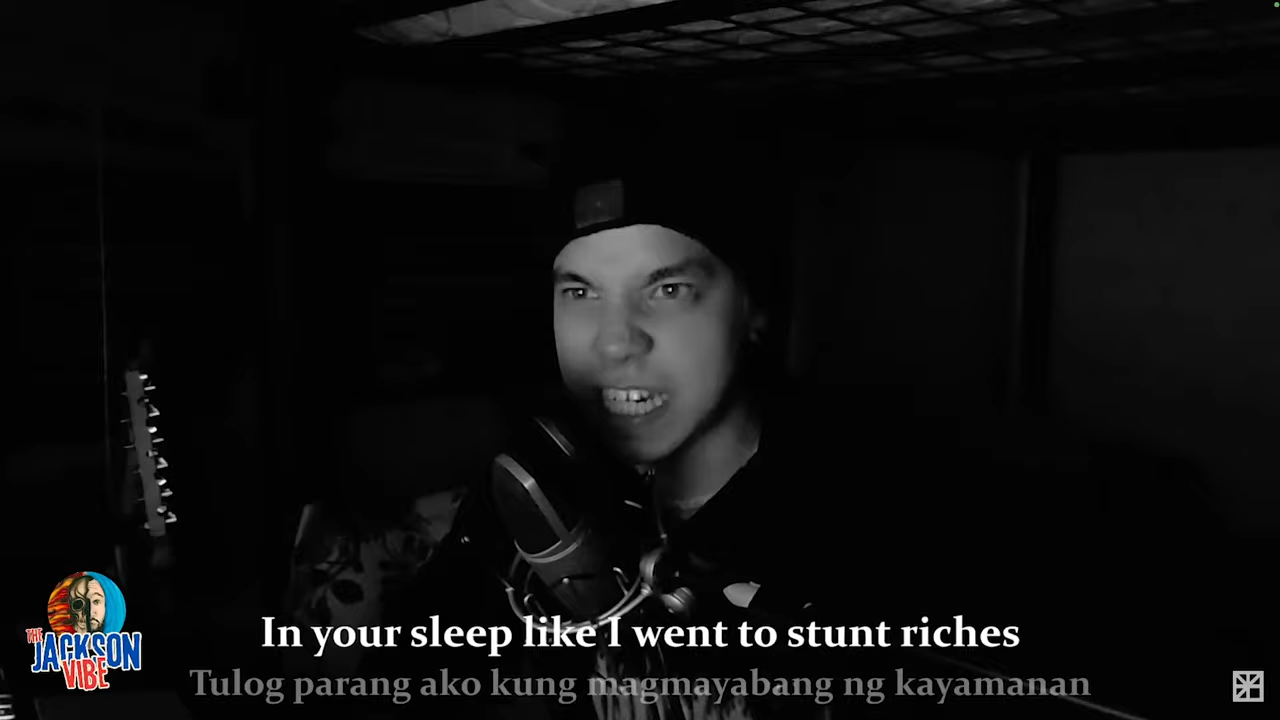 THE
JACKSON
VIBE
In your sleep like I went to stunt riches
Tulog parang ako kung magmayabang ng kayamanan